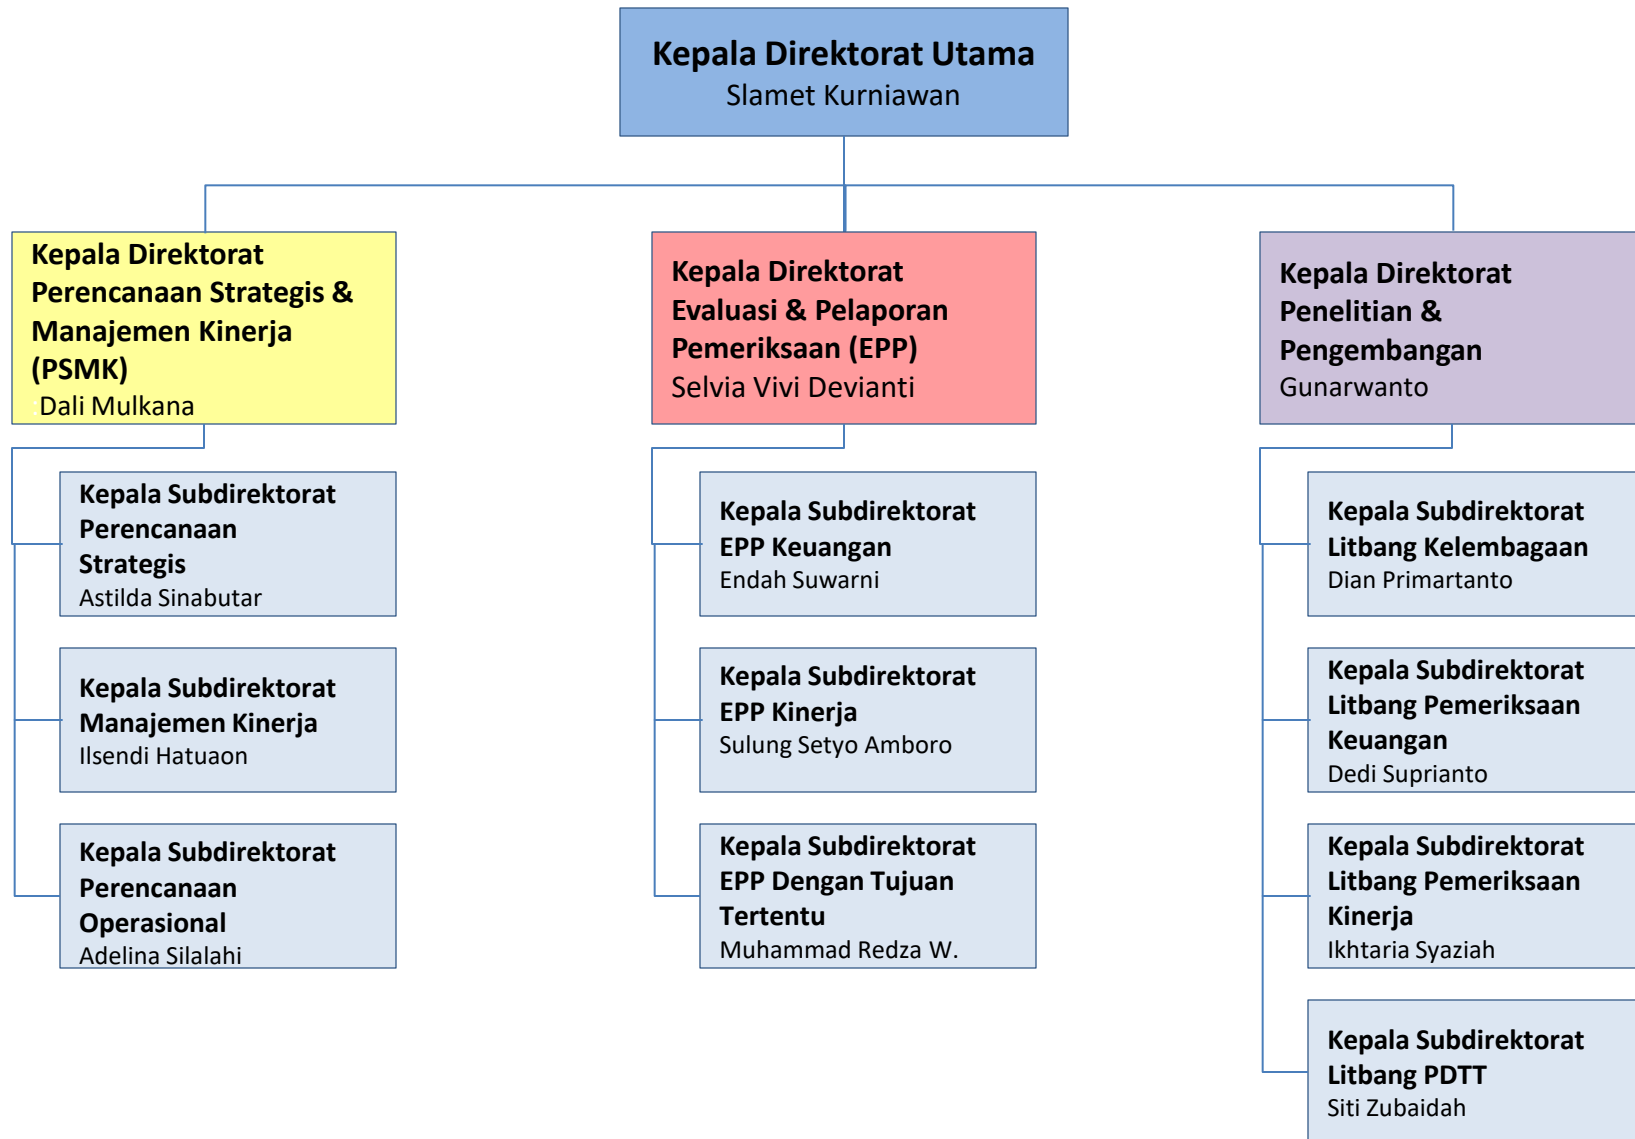 Kepala Direktorat Utama
Slamet Kurniawan
Kepala Direktorat
Perencanaan Strategis &
Manajemen Kinerja
(PSMK)
:Dali Mulkana
Kepala Subdirektorat
Perencanaan
Strategis
Astilda Sinabutar
Kepala Subdirektorat
Manajemen Kinerja
Ilsendi Hatuaon
Kepala Subdirektorat
Perencanaan
Operasional
Adelina Silalahi
Kepala Direktorat
Evaluasi & Pelaporan
Pemeriksaan (EPP)
Selvia Vivi Devianti
Kepala Subdirektorat
EPP Keuangan
Endah Suwarni
Kepala Subdirektorat
EPP Kinerja
Sulung Setyo Amboro
Kepala Subdirektorat
EPP Dengan Tujuan
Tertentu
Muhammad Redza W.
Kepala Direktorat
Penelitian &
Pengembangan
Gunarwanto
Kepala Subdirektorat
Litbang Kelembagaan
Dian Primartanto
Kepala Subdirektorat
Litbang Pemeriksaan
Keuangan
Dedi Suprianto
Kepala Subdirektorat
Litbang Pemeriksaan
Kinerja
Ikhtaria Syaziah
Kepala Subdirektorat
Litbang PDTT
Siti Zubaidah